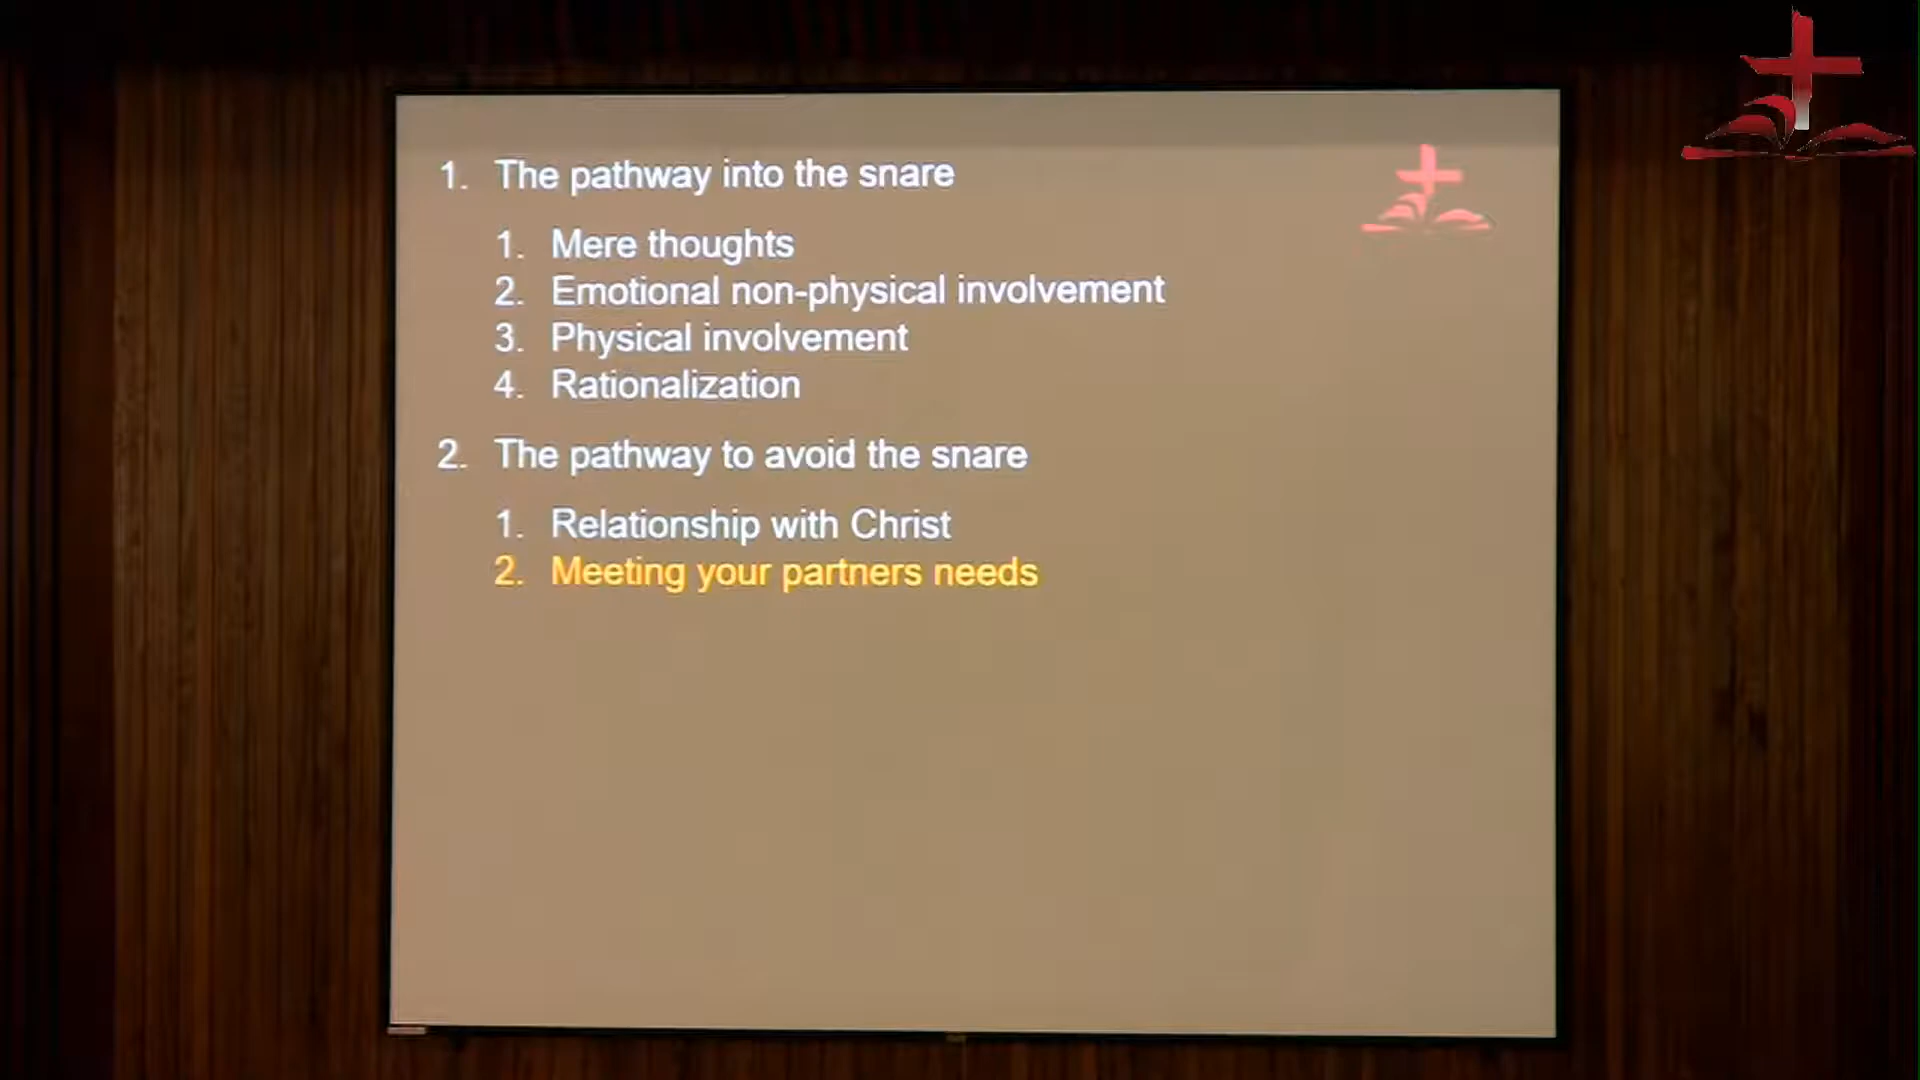 1. The pathway into the snare
1. Mere thoughts
2. Emotional non-physical involvement
3. Physical involvement
4. Rationalization
2. The pathway to avoid the snare
1. Relationship with Christ
2. Meeting your partners needs